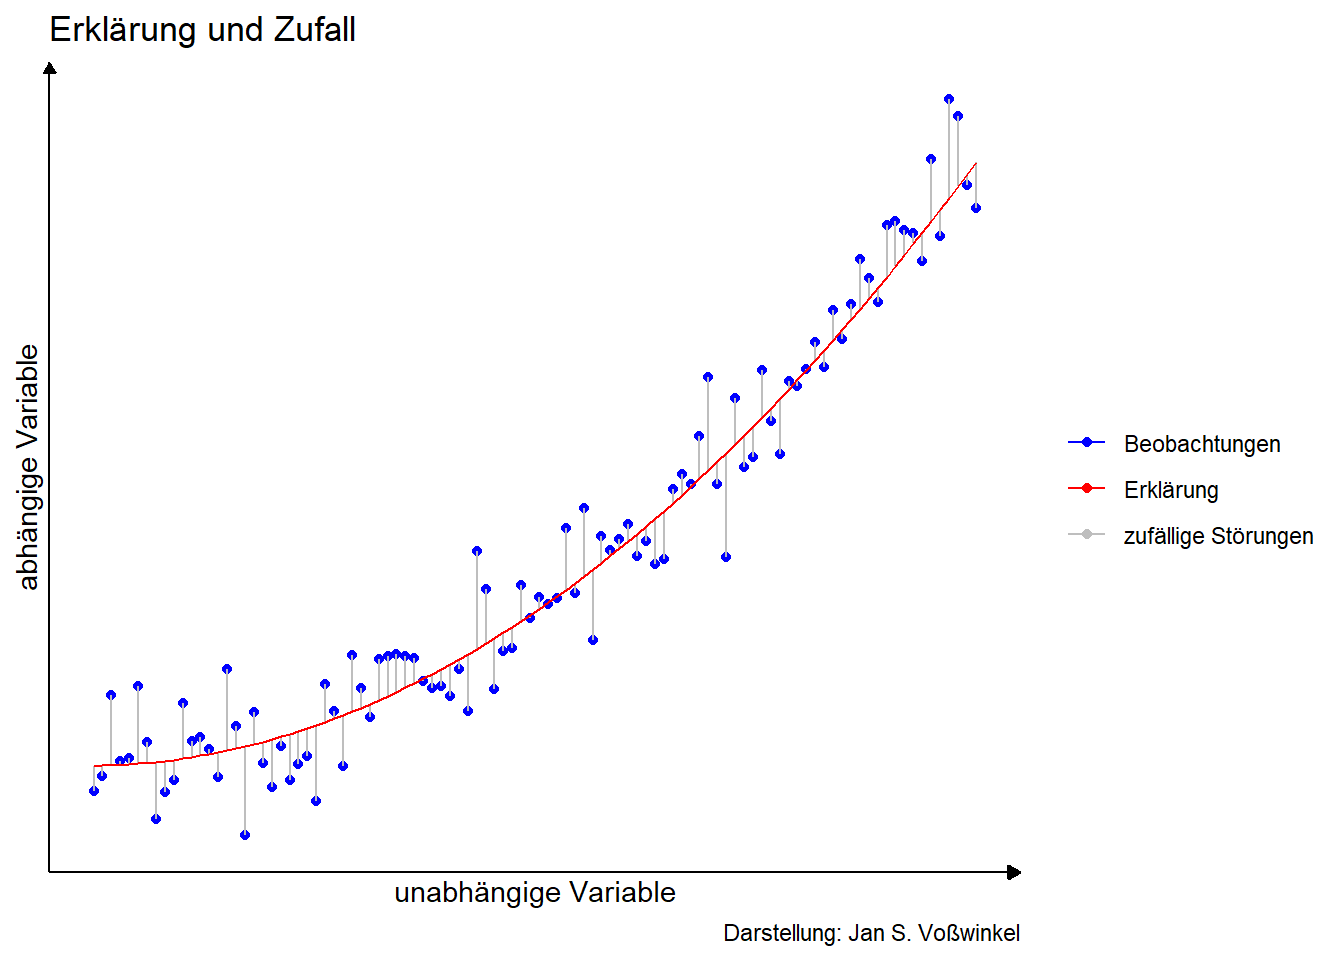 Erklärung und Zufall
abhängige Variable
Beobachtungen
Erklärung
zufällige Störungen
unabhängige Variable
Darstellung: Jan S. Voßwinkel